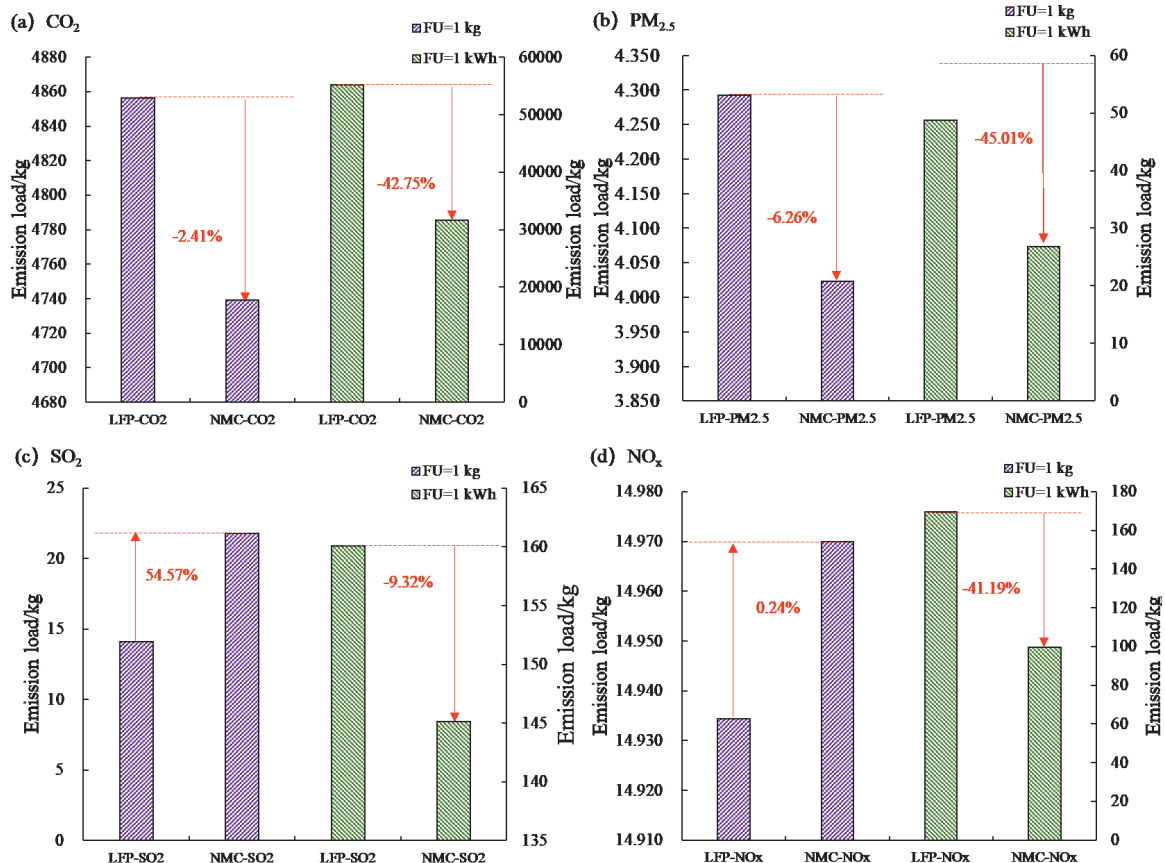 (a) CO2
FU=1 kg
FU=1 kWh
4880
4860
4840
4820
4800
4780
4760
4740
4720
4700
4680
Emission load/kg
-2.41%
-42.75%
60000
50000
40000
30000
20000
10000
0
Emission load/kg
LFP-CO2
NMC-CO2
LFP-CO2
NMC-CO2
(b) PM2.5
FU=1 kg
FU=1 kWh
4.350
4.300
4.250
4.200
4.150
4.100
4.050
4.000
3.950
3.900
3.850
Emission load/kg
-6.26%
-45.01%
60
50
40
30
20
10
0
Emission load/kg
LFP-PM2.5
NMC-PM2.5
LFP-PM2.5
NMC-PM2.5
(c) SO2
FU=1 kg
FU=1 kWh
25
20
15
10
5
0
Emission load/kg
54.57%
-9.32%
165
160
155
150
145
140
135
Emission load/kg
LFP-SO2
NMC-SO2
LFP-SO2
NMC-SO2
(d) NOx
FU=1 kg
FU=1 kWh
14.980
14.970
14.960
14.950
14.940
14.930
14.920
14.910
Emission load/kg
0.24%
-41.19%
180
160
140
120
100
80
60
40
20
0
Emission load/kg
LFP-NOx
NMC-NOx
LFP-NOx
NMC-NOx